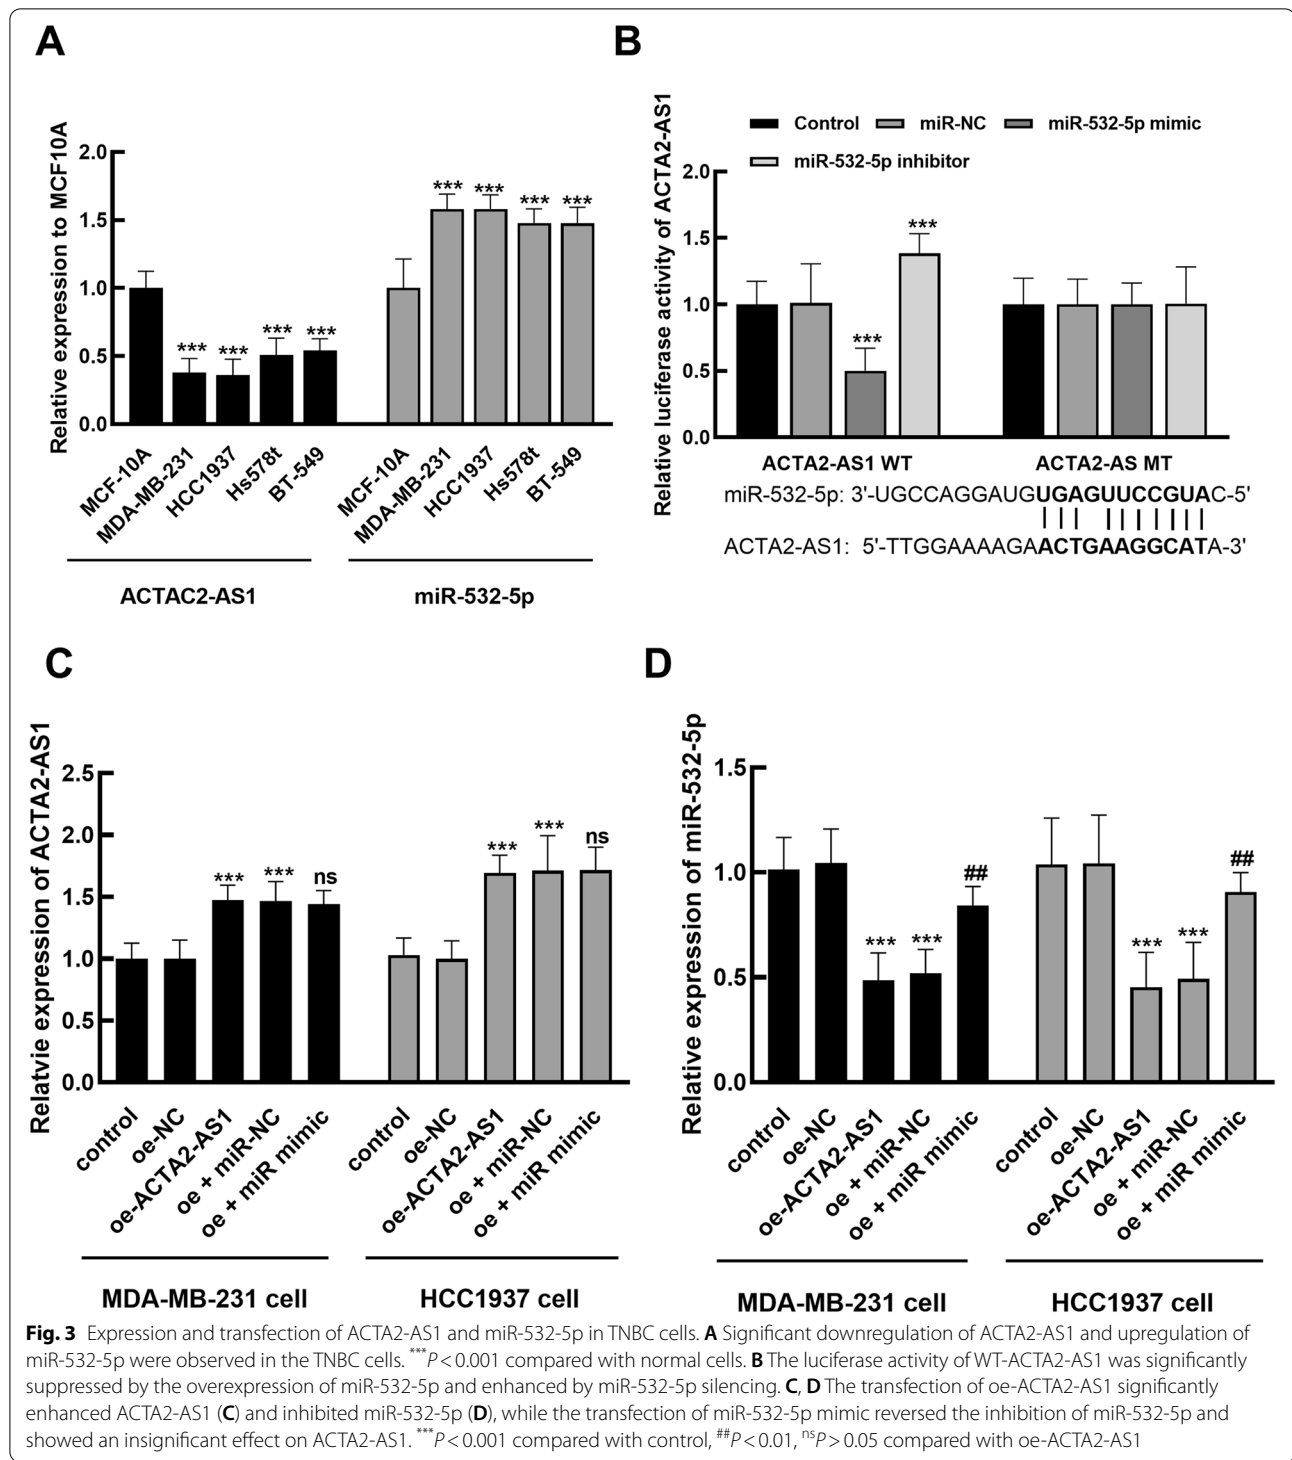 A
Relative expression to MCF10A
2.0
1.5
1.0
0.5
0.0
*** *** *** ***
*** *** *** ***
MCF-10A
MDA-MB-231
HCC1937
Hs578t
BT-549
MCF-10A
MDA-MB-231
HCC1937
Hs578t
BT-549
ACTAC2-AS1
miR-532-5p
B
Relative luciferase activity of ACTA2-AS1
Control miR-NC miR-532-5p mimic
miR-532-5p inhibitor
2.0
1.5
1.0
0.5
0.0
***
***
ACTA2-AS1 WT
ACTA2-AS MT
miR-532-5p: 3'-UGCCAGGAUGUGAGUUCCGUAC-5'
ACTA2-AS1: 5'-TTGGAAAAGAACTGAAGGCATA-3'
C
Relatvie expression of ACTA2-AS1
2.5
2.0
1.5
1.0
0.5
0.0
*** *** ns
*** *** ns
control
oe-NC
oe-ACTA2-AS1
oe + miR-NC
oe + miR mimic
control
oe-NC
oe-ACTA2-AS1
oe + miR-NC
oe + miR mimic
MDA-MB-231 cell
HCC1937 cell
D
Relative expression of miR-532-5p
1.5
1.0
0.5
0.0
*** *** ##
*** *** ##
control
oe-NC
oe-ACTA2-AS1
oe + miR-NC
oe + miR mimic
control
oe-NC
oe-ACTA2-AS1
oe + miR-NC
oe + miR mimic
MDA-MB-231 cell
HCC1937 cell
Fig. 3 Expression and transfection of ACTA2-AS1 and miR-532-5p in TNBC cells. A Significant downregulation of ACTA2-AS1 and upregulation of
miR-532-5p were observed in the TNBC cells. ***P < 0.001 compared with normal cells. B The luciferase activity of WT-ACTA2-AS1 was significantly
suppressed by the overexpression of miR-532-5p and enhanced by miR-532-5p silencing. C, D The transfection of oe-ACTA2-AS1 significantly
enhanced ACTA2-AS1 (C) and inhibited miR-532-5p (D), while the transfection of miR-532-5p mimic reversed the inhibition of miR-532-5p and
showed an insignificant effect on ACTA2-AS1. ***P < 0.001 compared with control, ##P < 0.01, nsP > 0.05 compared with oe-ACTA2-AS1